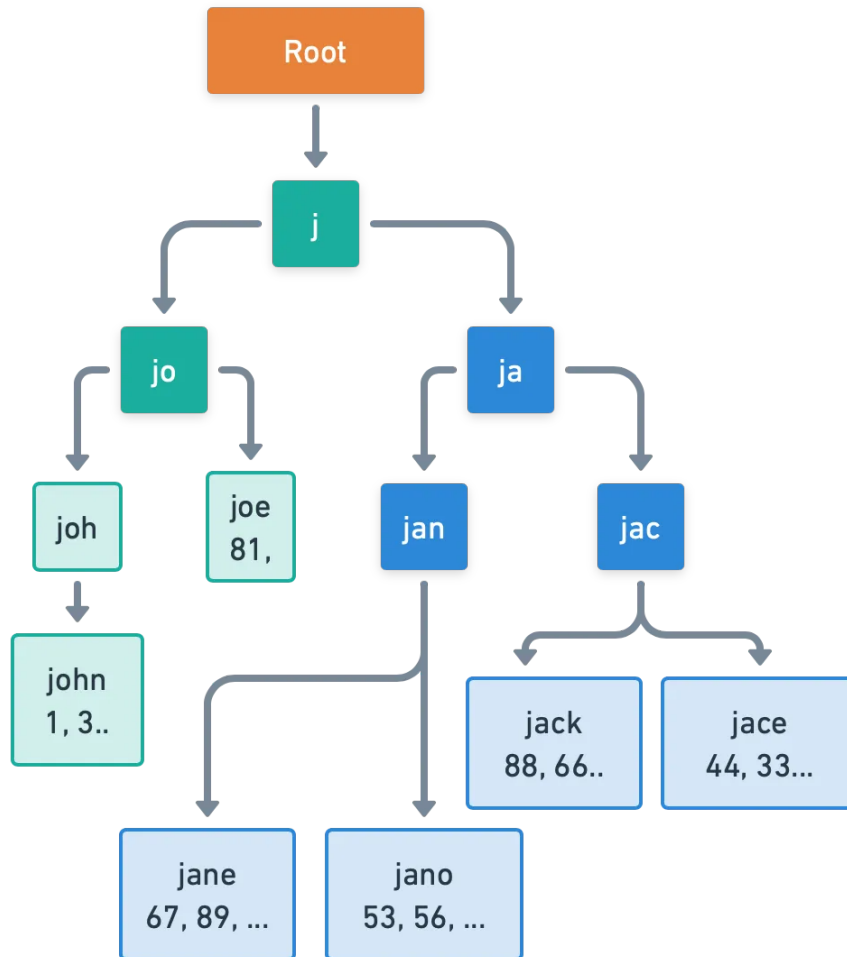 Root
j
jo
ja
joh
joe
81,
jan
jac
john
1, 3..
jack
88, 66..
jace
44, 33...
jane
67, 89, ...
jano
53, 56, ...